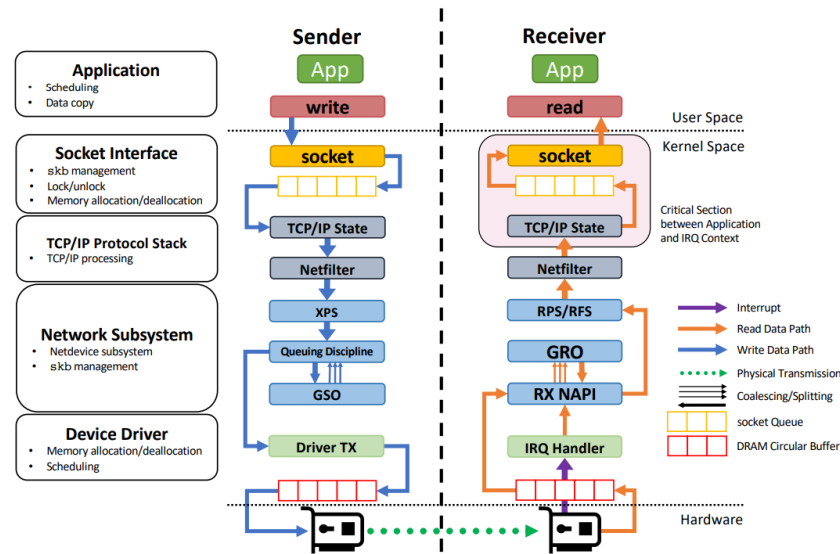 Sender
Receiver
Application
• Scheduling
• Data copy
App
App
write
read
User Space
Kernel Space
Socket Interface
• skb management
• Lock/unlock
• Memory allocation/deallocation
socket
socket
TCP/IP Protocol Stack
• TCP/IP processing
TCP/IP State
TCP/IP State
Critical Section
between Application
and IRQ Context
Netfilter
Netfilter
Network Subsystem
• Netdevice subsystem
• skb management
XPS
RPS/RFS
Queuing Discipline
GRO
GSO
RX NAPI
Interrupt
Read Data Path
Write Data Path
Physical Transmission
Coalescing/Splitting
socket Queue
DRAM Circular Buffer
Device Driver
• Memory allocation/deallocation
• Scheduling
Driver TX
IRQ Handler
Hardware